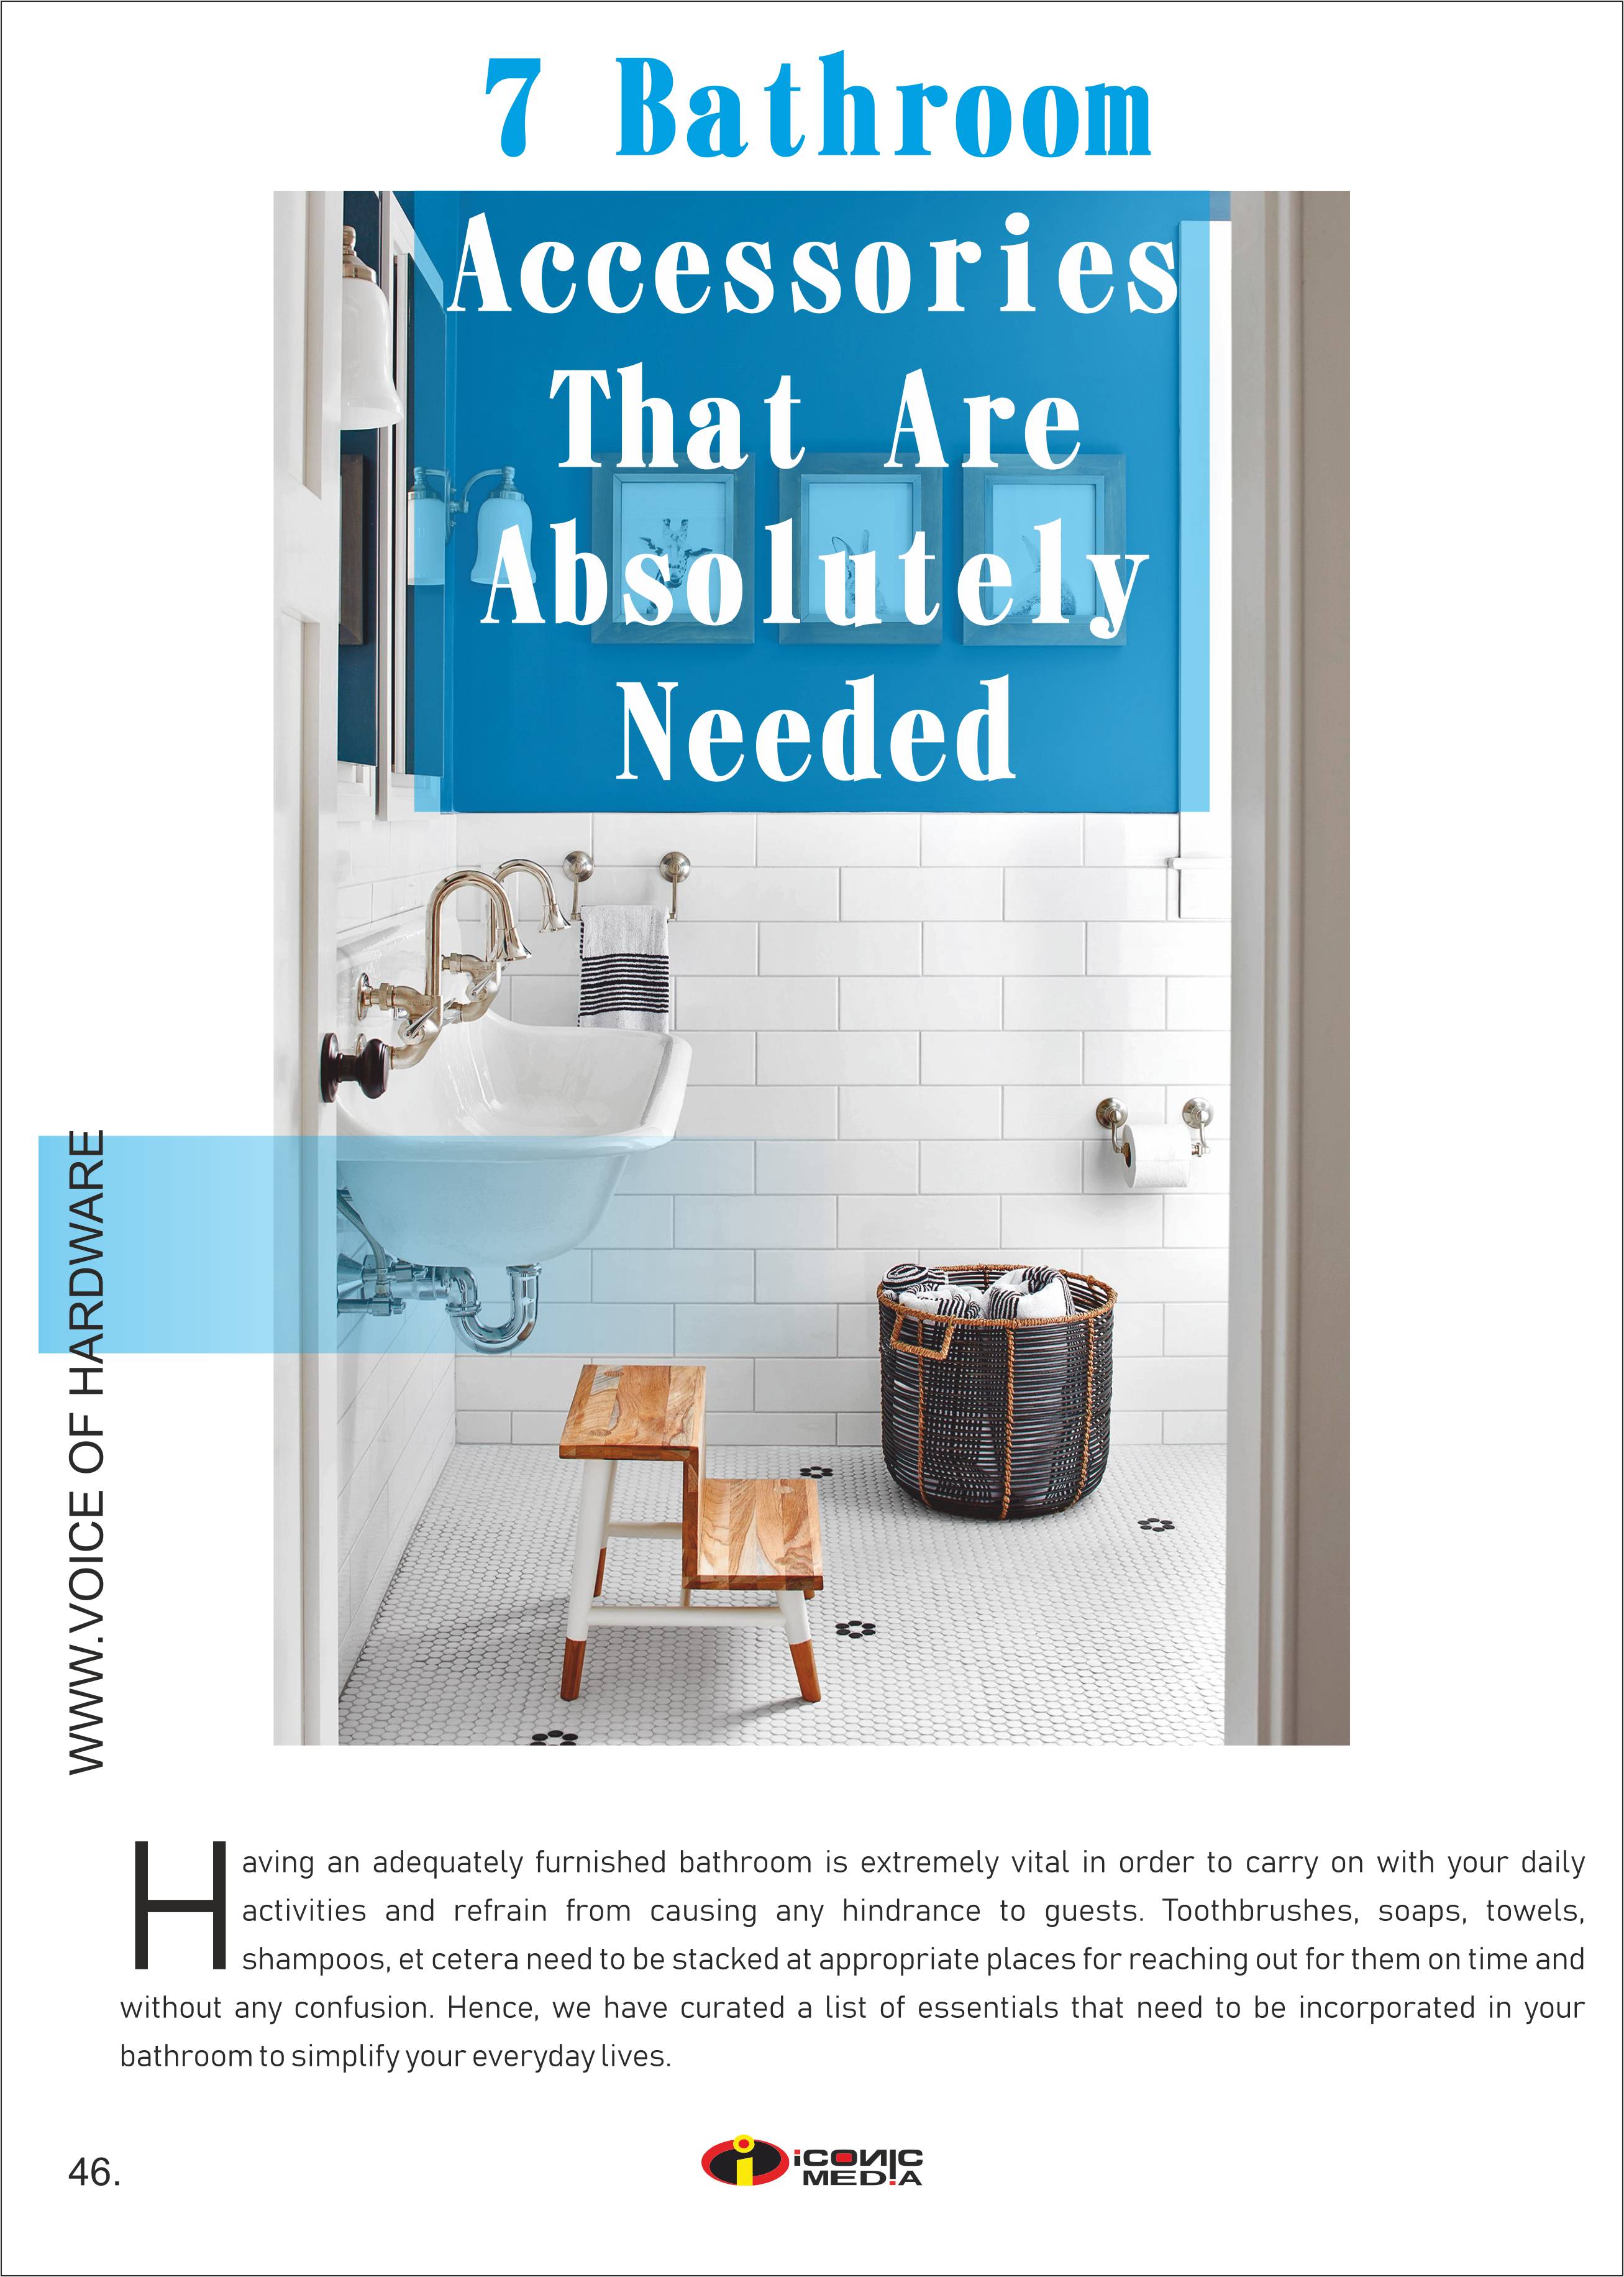 7 Bathroom
Accessories
That Are
Absolutely
Needed
WWW.VOICE OF HARDWARE
Having an adequately furnished bathroom is extremely vital in order to carry on with your daily
activities and refrain from causing any hindrance to guests. Toothbrushes, soaps, towels,
shampoos, et cetera need to be stacked at appropriate places for reaching out for them on time and
without any confusion. Hence, we have curated a list of essentials that need to be incorporated in your
bathroom to simplify your everyday lives.
46.
iCONIC
MEDiA